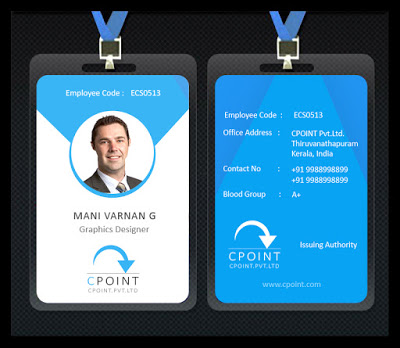 Employee Code : ECS0513
MANI VARNAN G
Graphics Designer
CPOINT
CPOINT.PVT.LTD
Employee Code : ECS0513
Office Address : CPOINT Pvt.Ltd.
Thiruvanathapuram
Kerala, India
Contact No : +91 9988998899
+91 9988998899
Blood Group : A+
CPOINT
CPOINT.PVT.LTD
Issuing Authority
www.cpoint.com